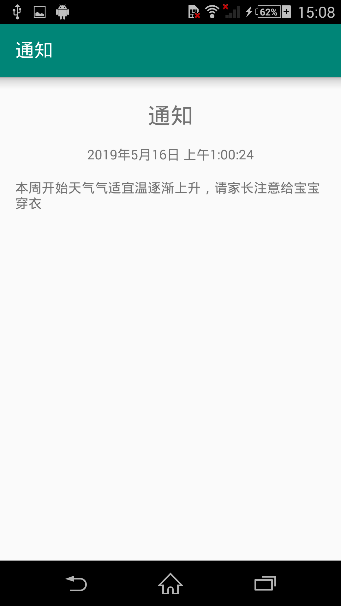 62%
15:08
通知
通知
2019年5月16日 上午1:00:24
本周开始天气气适宜温逐渐上升，请家长注意给宝宝
穿衣